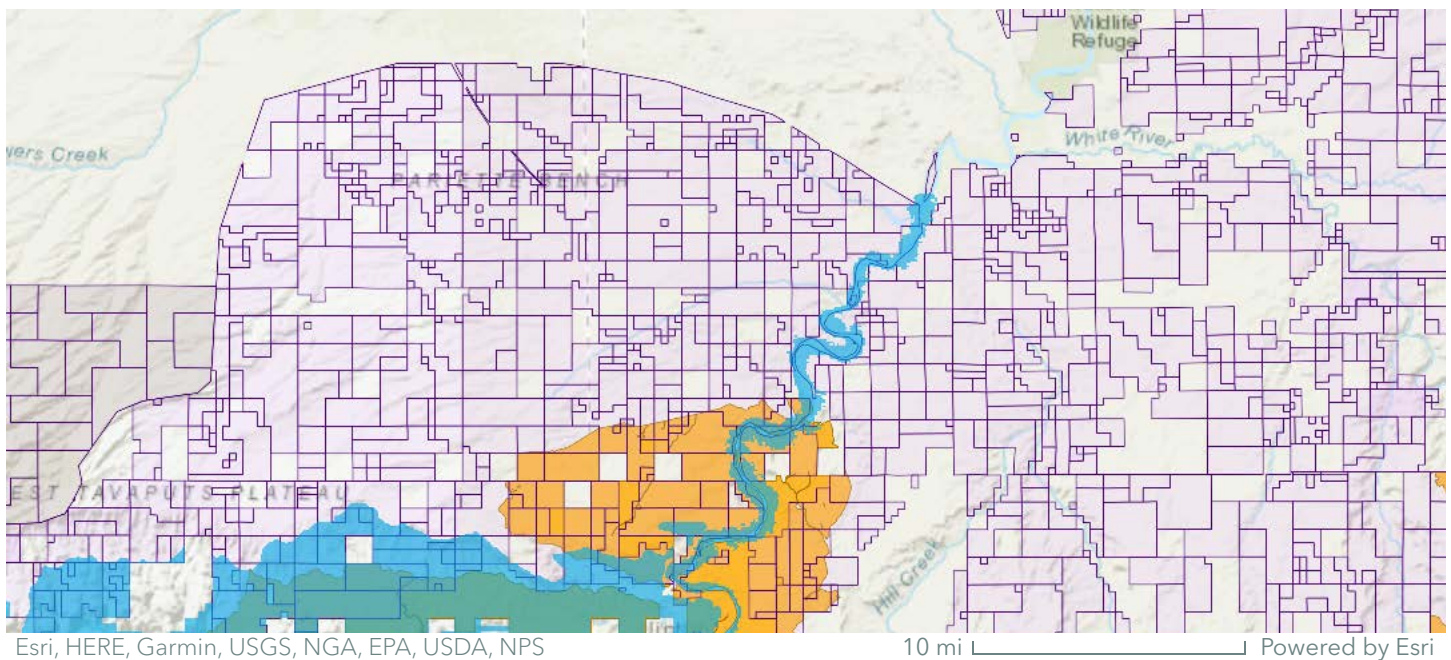 Wildlife
Refuge
White River
wers Creek
PARIETTE BENCH
EST TAVAPUTS PLATEAU
Hill Creek
Esri, HERE, Garmin, USGS, NGA, EPA, USDA, NPS
10 mi
Powered by Esri